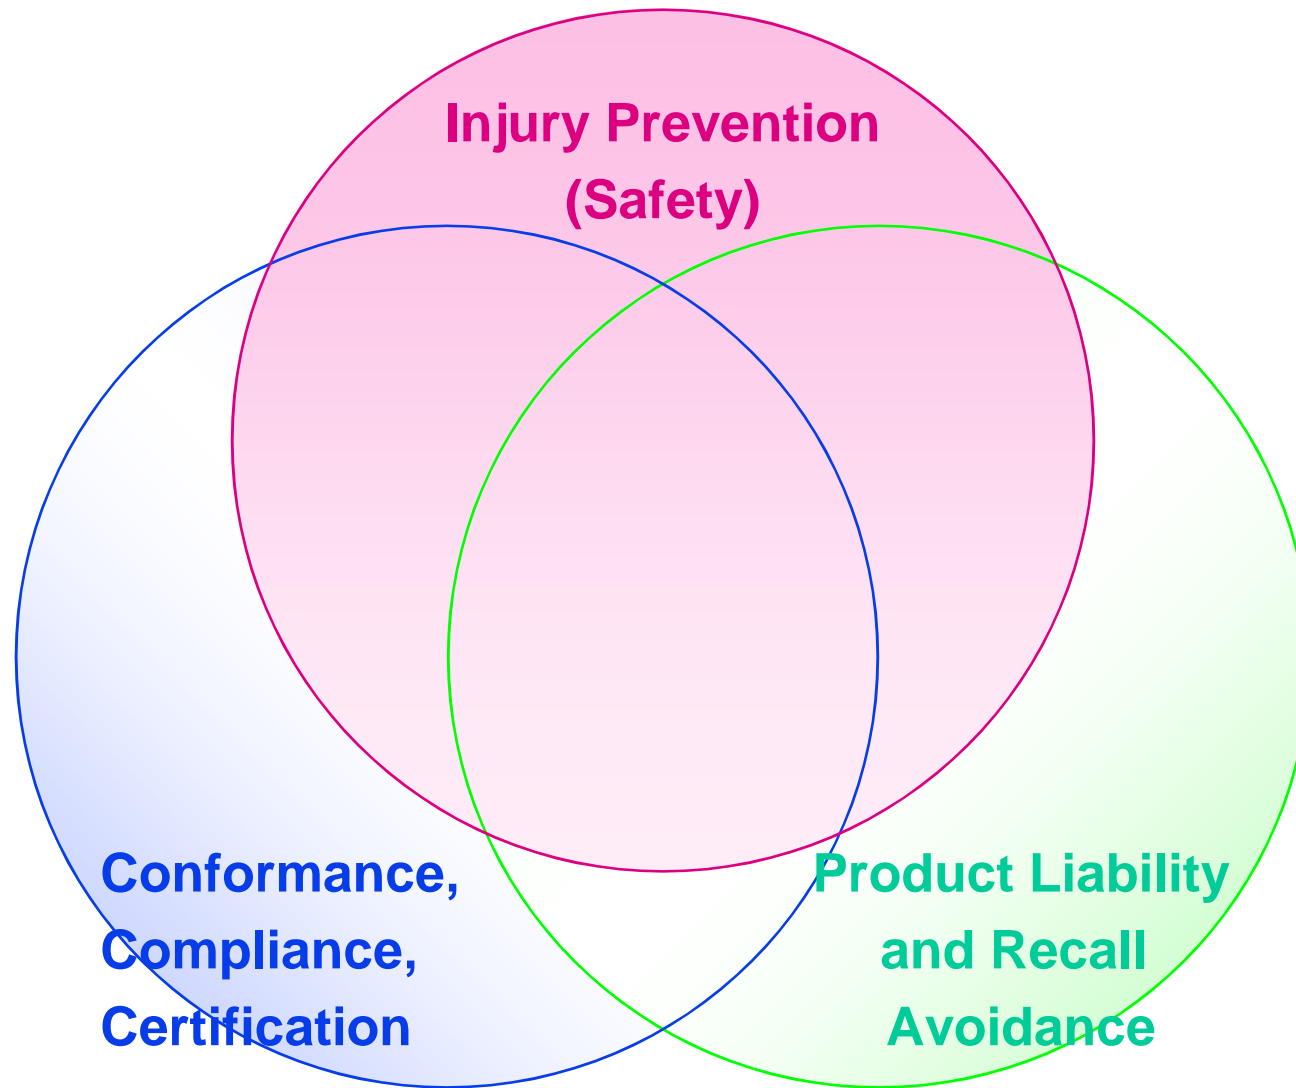 Injury Prevention
(Safety)
Conformance,
Compliance,
Certification
Product Liability
and Recall
Avoidance